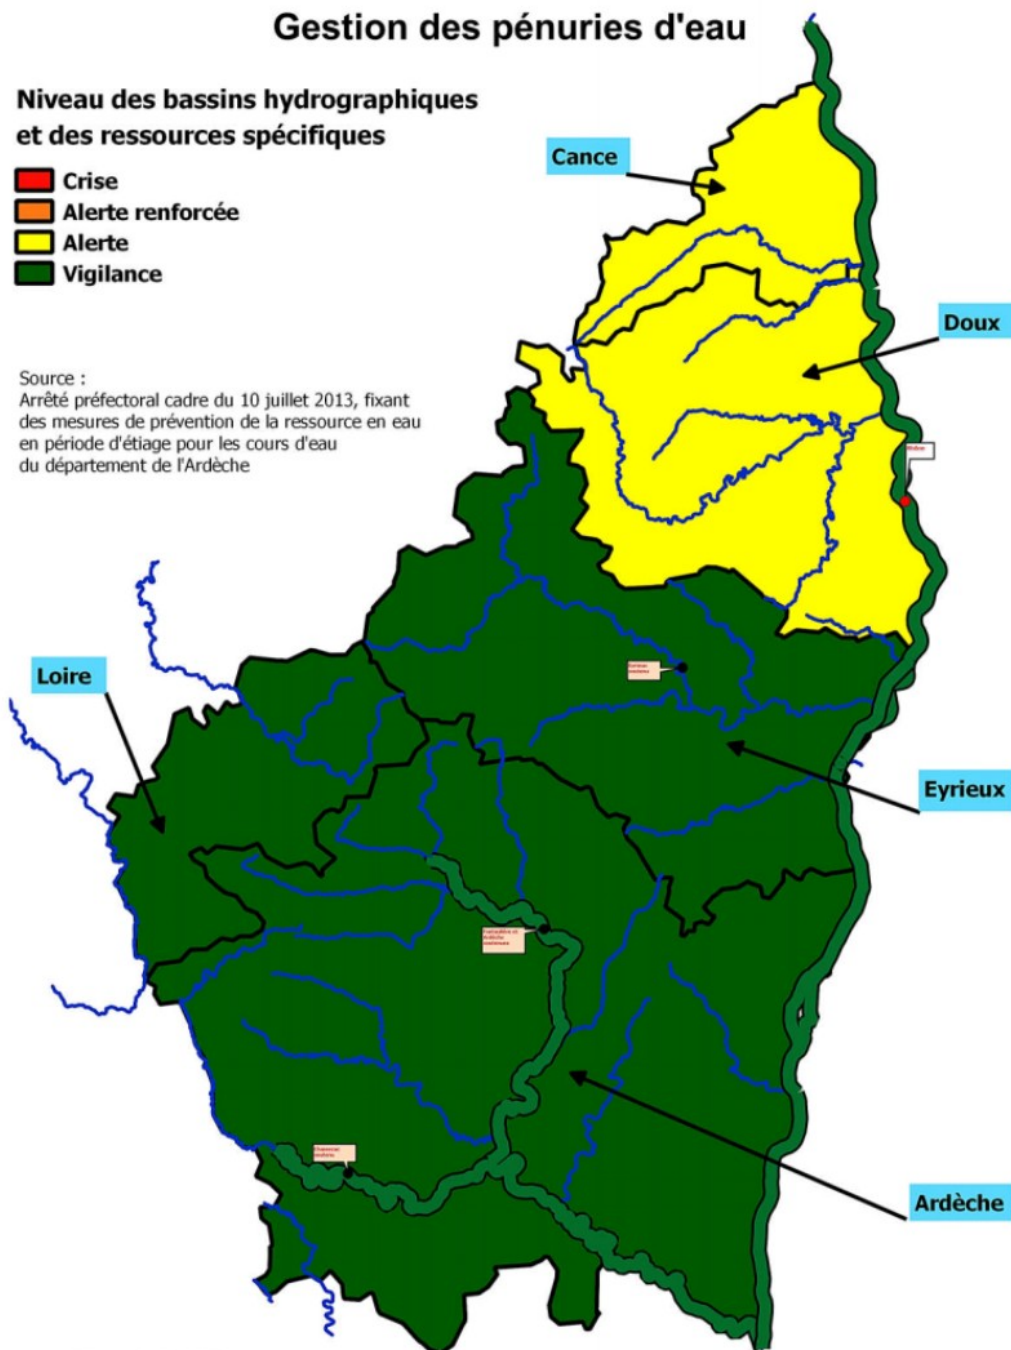 Gestion des pénuries d'eau
Niveau des bassins hydrographiques
et des ressources spécifiques
Crise
Alerte renforcée
Alerte
Vigilance
Source :
Arrêté préfectoral cadre du 10 juillet 2013, fixant
des mesures de prévention de la ressource en eau
en période d'étiage pour les cours d'eau
du département de l'Ardèche
Cance
Doux
Loire
Eyrieux
Ardèche